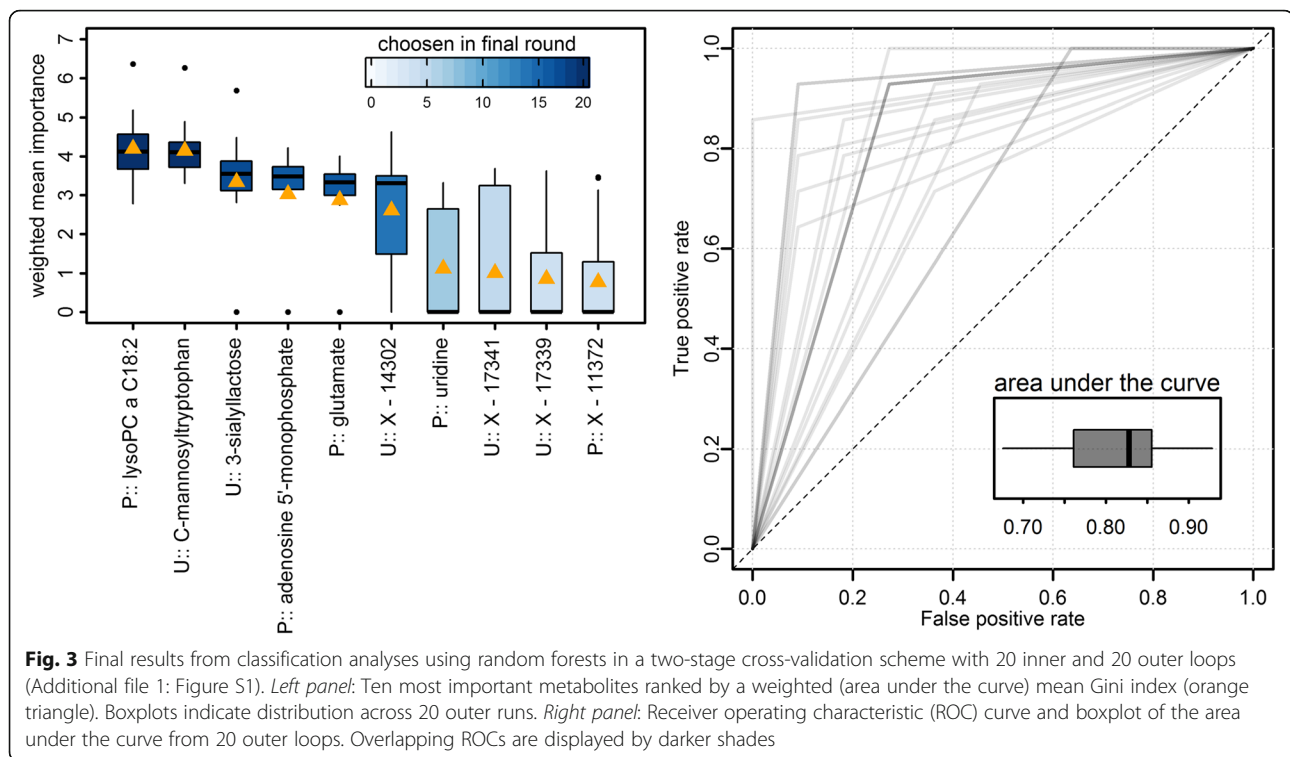 choosen in final round
0 5 10 15 20
weighted mean importance
7
6
5
4
3
2
1
0
P:: lysoPC a C18:2
U:: C-mannosyltryptophan
U:: 3-sialyllactose
P:: adenosine 5'-monophosphate
P:: glutamate
U:: X - 14302
P:: uridine
U:: X - 17341
U:: X - 17339
P:: X - 11372
True positive rate
1.0
0.8
0.6
0.4
0.2
0.0
area under the curve
0.70 0.80 0.90
0.0 0.2 0.4 0.6 0.8 1.0
False positive rate
Fig. 3 Final results from classification analyses using random forests in a two-stage cross-validation scheme with 20 inner and 20 outer loops
(Additional file 1: Figure S1). Left panel: Ten most important metabolites ranked by a weighted (area under the curve) mean Gini index (orange
triangle). Boxplots indicate distribution across 20 outer runs. Right panel: Receiver operating characteristic (ROC) curve and boxplot of the area
under the curve from 20 outer loops. Overlapping ROCs are displayed by darker shades